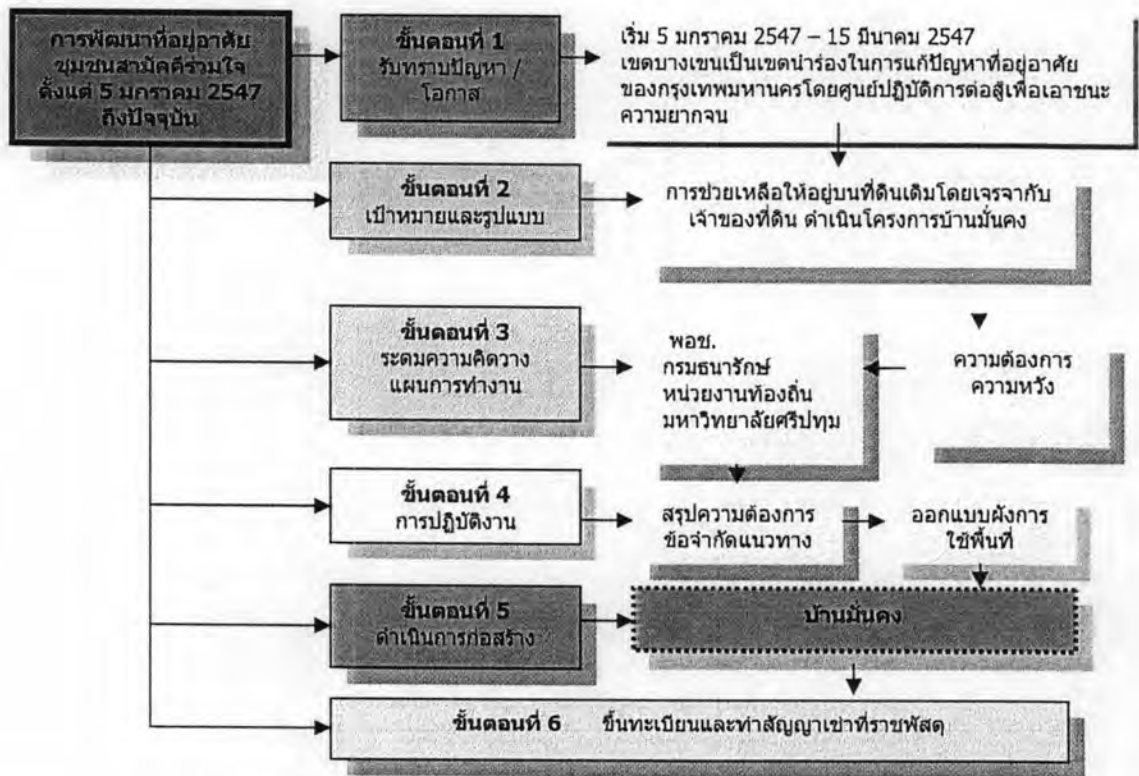 การพัฒนาที่อยู่อาศัย
ชุมชนสามัคคีร่วมใจ
ตั้งแต่ 5 มกราคม 2547
ถึงปัจจุบัน
ขั้นตอนที่ 1
รับทราบปัญหา /
โอกาส
เริ่ม 5 มกราคม 2547 – 15 มีนาคม 2547
เขตบางเขนเป็นเขตนำร่องในการแก้ปัญหาที่อยู่อาศัย
ของกรุงเทพมหานครโดยศูนย์ปฏิบัติการต่อสู้เพื่อเอาชนะ
ความยากจน
ขั้นตอนที่ 2
เป้าหมายและรูปแบบ
การช่วยเหลือให้อยู่บนที่ดินเดิมโดยเจรจากับ
เจ้าของที่ดิน ดำเนินโครงการบ้านมั่นคง
ขั้นตอนที่ 3
ระดมความคิดวาง
แผนการทำงาน
พอช.
กรมธนารักษ์
หน่วยงานท้องถิ่น
มหาวิทยาลัยศรีปทุม
ความต้องการ
ความหวัง
ขั้นตอนที่ 4
การปฏิบัติงาน
สรุปความต้องการ
ข้อจำกัดแนวทาง
ออกแบบผังการ
ใช้พื้นที่
ขั้นตอนที่ 5
ดำเนินการก่อสร้าง
บ้านมั่นคง
ขั้นตอนที่ 6 ขึ้นทะเบียนและทำสัญญาเช่าที่ราชพัสดุ